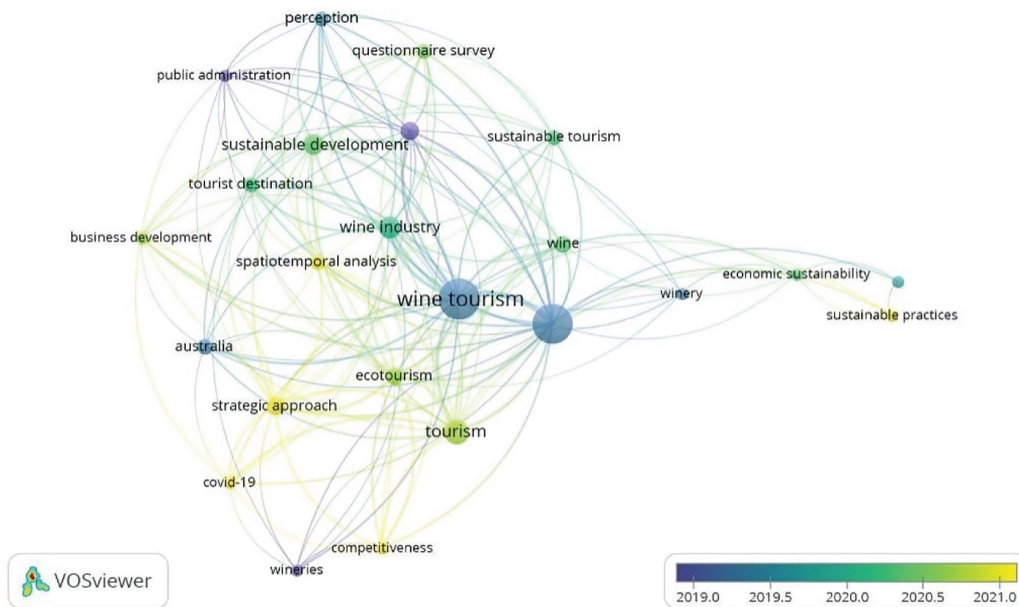 perception
questionnaire survey
public administration
sustainable development
sustainable tourism
tourist destination
wine industry
business development
wine
spatiotemporal analysis
economic sustainability
wine tourism
winery
sustainable practices
australia
ecotourism
strategic approach
tourism
covid-19
competitiveness
wineries
VOSviewer
2019.0 2019.5 2020.0 2020.5 2021.0